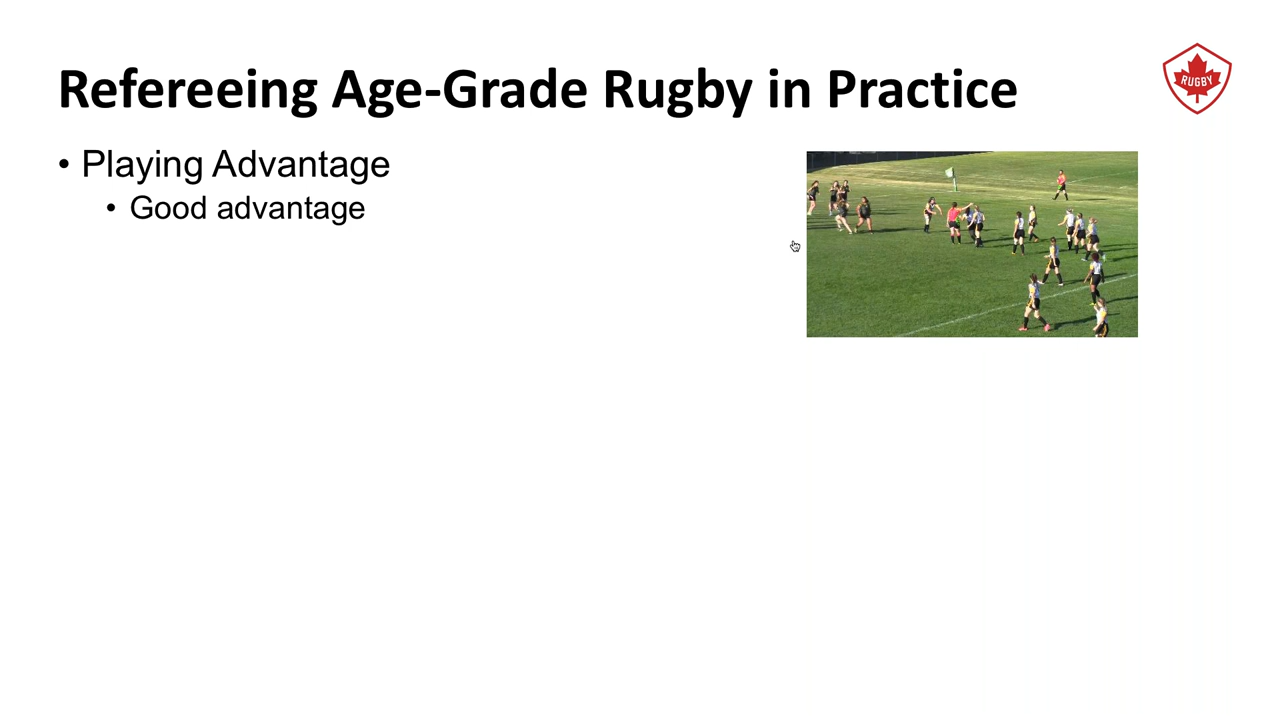 Refereeing Age-Grade Rugby in Practice
RUGBY
• Playing Advantage
• Good advantage